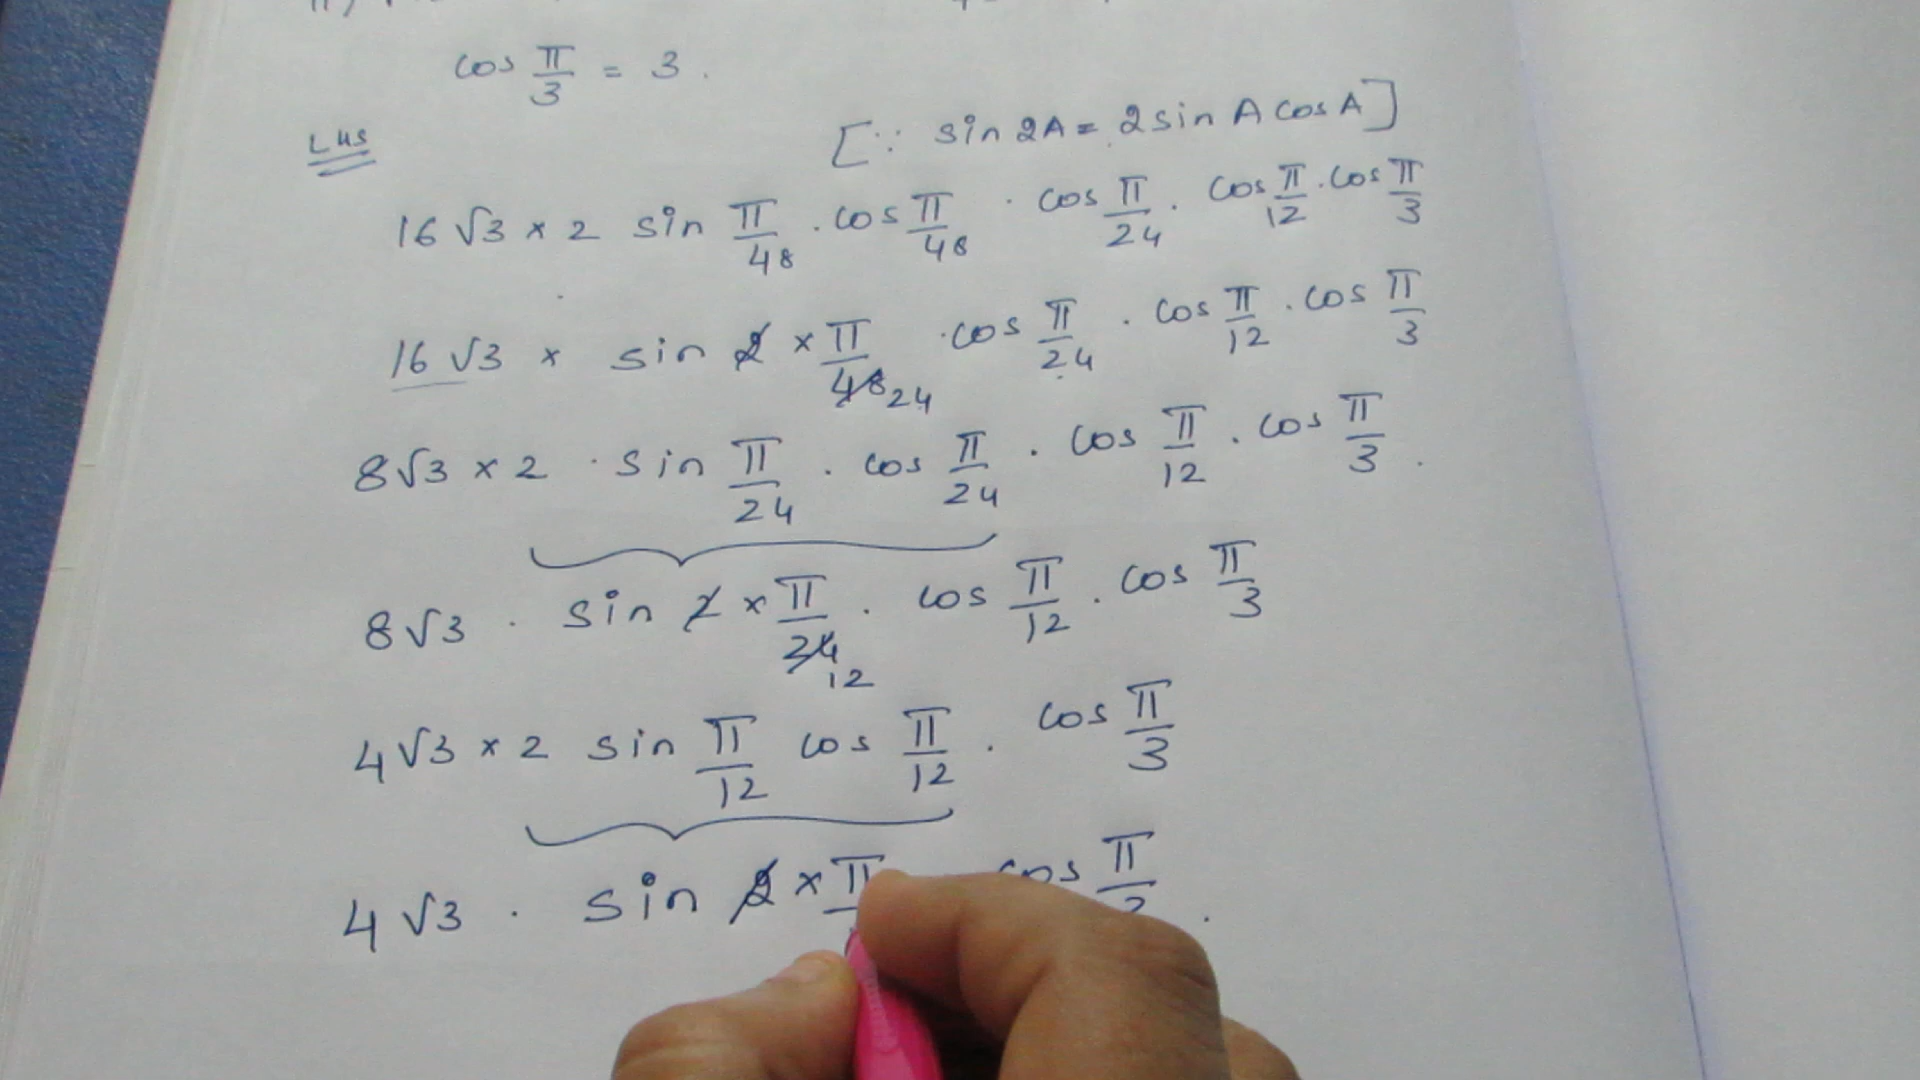 cos π/3 = 3.
LHS
[∵ sin 2A = 2 sin A cos A]
16 √3 × 2 sin π/48 . cos π/48 . cos π/24 . cos π/12 . cos π/3
16 √3 × sin 2 × π/48 24 . cos π/24 . cos π/12 . cos π/3
8 √3 × 2 . sin π/24 . cos π/24 . cos π/12 . cos π/3 .
8 √3 . sin 2 × π/24 12 . cos π/12 . cos π/3
4 √3 × 2 sin π/12 cos π/12 . cos π/3
4 √3 . sin 2 × π cos π .